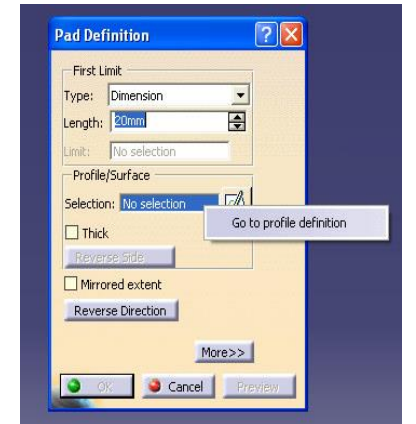 Pad Definition
First Limit
Type: Dimension
Length: 20mm
Limit: No selection
Profile/Surface
Selection: No selection
Go to profile definition
Thick
Reverse Side
Mirrored extent
Reverse Direction
More>>
OK Cancel Preview